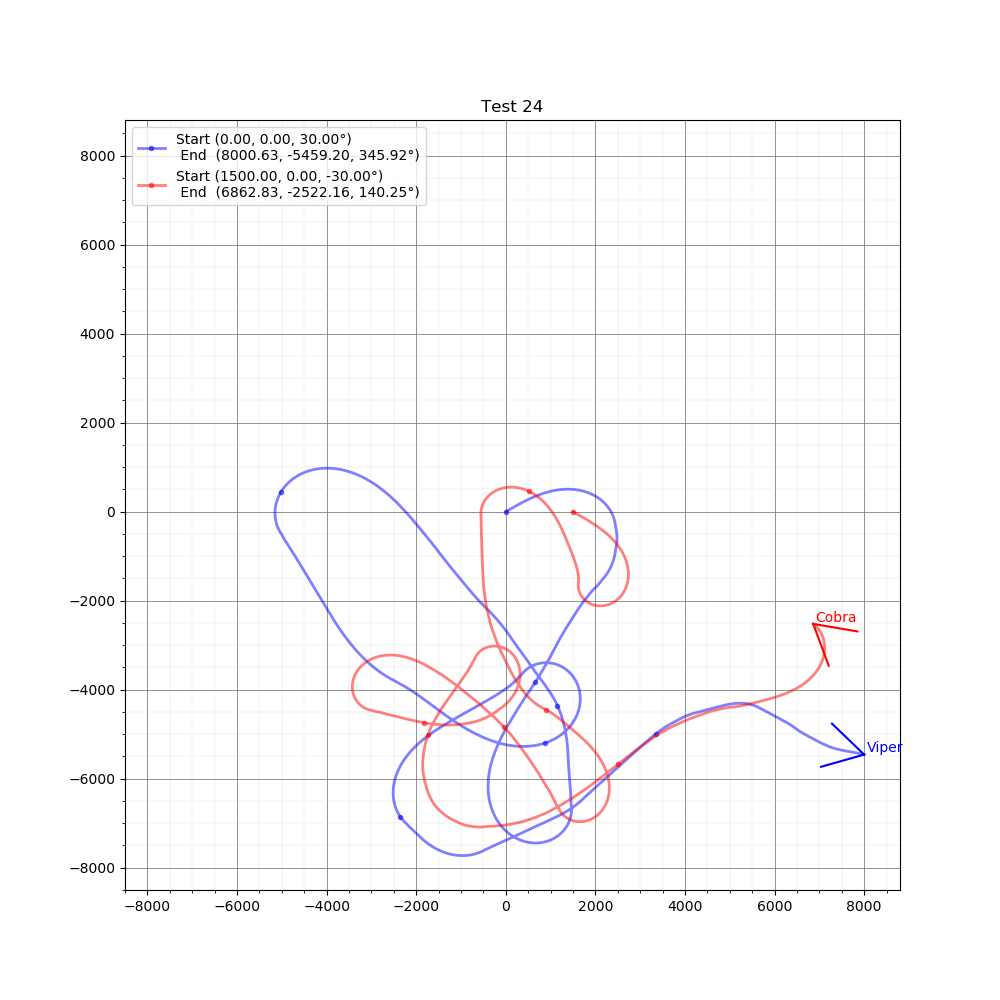 Test 24
Start (0.00, 0.00, 30.00°)
End (8000.63, -5459.20, 345.92°)
Start (1500.00, 0.00, -30.00°)
End (6862.83, -2522.16, 140.25°)
8000
6000
4000
2000
0
−2000
−4000
−6000
−8000
Cobra
Viper
−8000 −6000 −4000 −2000 0 2000 4000 6000 8000